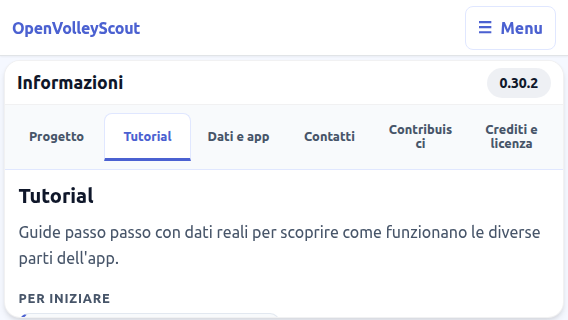 OpenVolleyScout
☰ Menu
Informazioni
0.30.2
Progetto
Tutorial
Dati e app
Contatti
Contribuis
ci
Crediti e
licenza
Tutorial
Guide passo passo con dati reali per scoprire come funzionano le diverse
parti dell'app.
PER INIZIARE